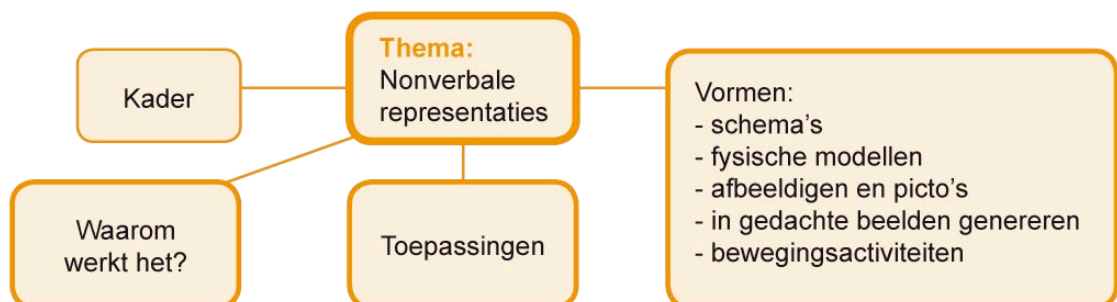 Kader
Thema:
Nonverbale
representaties
Vormen:
- schema's
- fysische modellen
- afbeeldigen en picto's
- in gedachte beelden genereren
- bewegingsactiviteiten
Waarom
werkt het?
Toepassingen